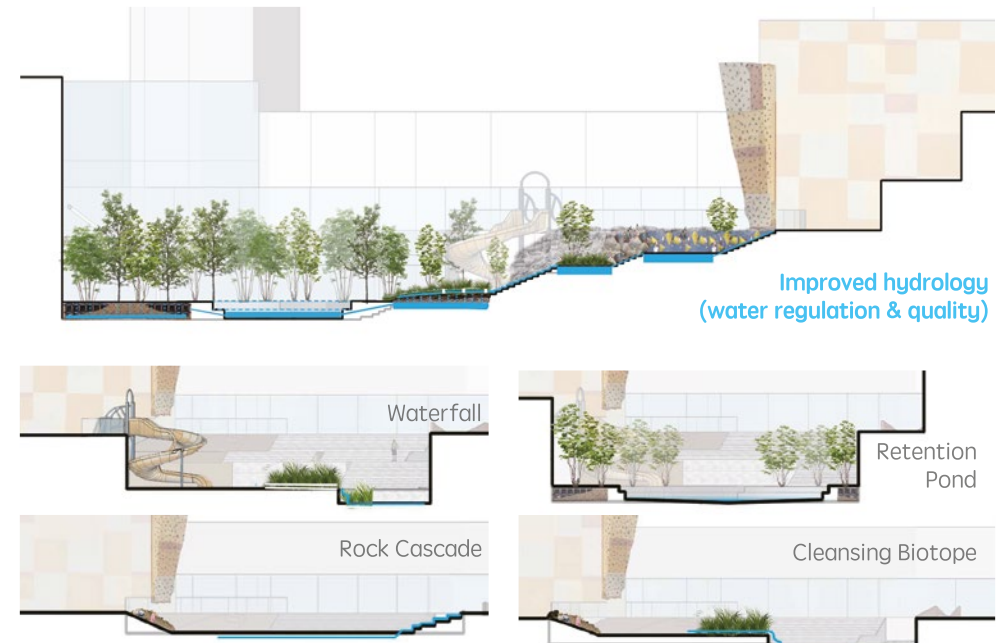 Improved hydrology
(water regulation & quality)
Waterfall
Retention
Pond
Rock Cascade
Cleansing Biotope